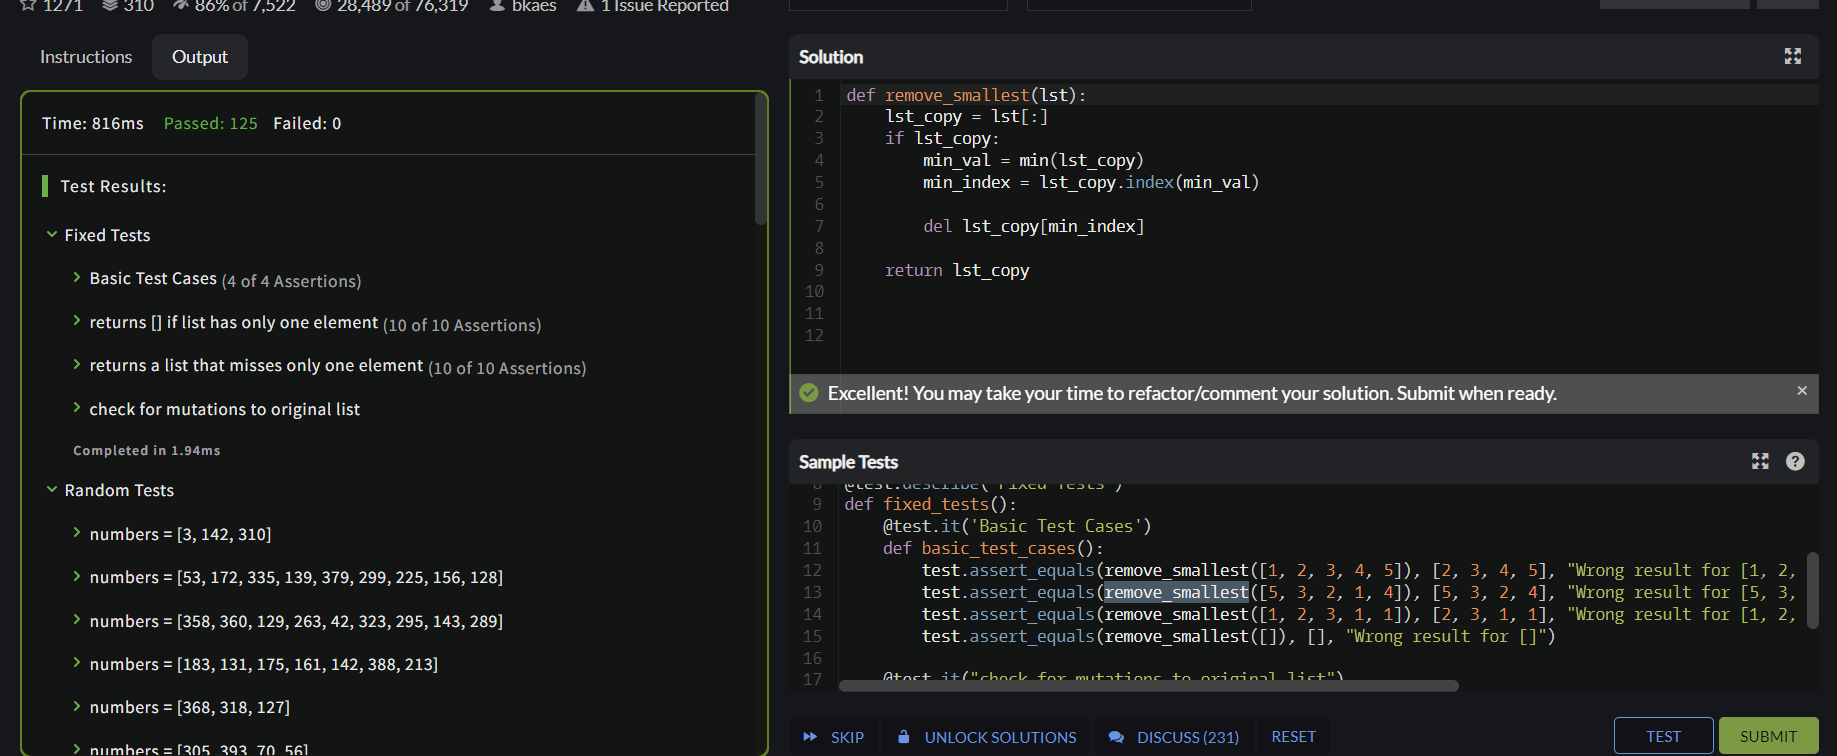 1271 310 86% of 7,522 28,489 of 76,319 bkaes 1 Issue Reported
Instructions Output
Time: 816ms Passed: 125 Failed: 0
Test Results:
Fixed Tests
Basic Test Cases (4 of 4 Assertions)
returns [] if list has only one element (10 of 10 Assertions)
returns a list that misses only one element (10 of 10 Assertions)
check for mutations to original list
Completed in 1.94ms
Random Tests
numbers = [3, 142, 310]
numbers = [53, 172, 335, 139, 379, 299, 225, 156, 128]
numbers = [358, 360, 129, 263, 42, 323, 295, 143, 289]
numbers = [183, 131, 175, 161, 142, 388, 213]
numbers = [368, 318, 127]
numbers = [305, 393, 70, 56]
Solution
1 def remove_smallest(lst):
2     lst_copy = lst[:]
3     if lst_copy:
4         min_val = min(lst_copy)
5         min_index = lst_copy.index(min_val)
6
7         del lst_copy[min_index]
8
9     return lst_copy
10
11
12
Excellent! You may take your time to refactor/comment your solution. Submit when ready.
Sample Tests
8 @test.describe('Fixed Tests')
9 def fixed_tests():
10     @test.it('Basic Test Cases')
11     def basic_test_cases():
12         test.assert_equals(remove_smallest([1, 2, 3, 4, 5]), [2, 3, 4, 5], "Wrong result for [1, 2,
13         test.assert_equals(remove_smallest([5, 3, 2, 1, 4]), [5, 3, 2, 4], "Wrong result for [5, 3,
14         test.assert_equals(remove_smallest([1, 2, 3, 1, 1]), [2, 3, 1, 1], "Wrong result for [1, 2,
15         test.assert_equals(remove_smallest([]), [], "Wrong result for []")
16
17     @test.it("check for mutations to original list")
SKIP UNLOCK SOLUTIONS DISCUSS (231) RESET TEST SUBMIT